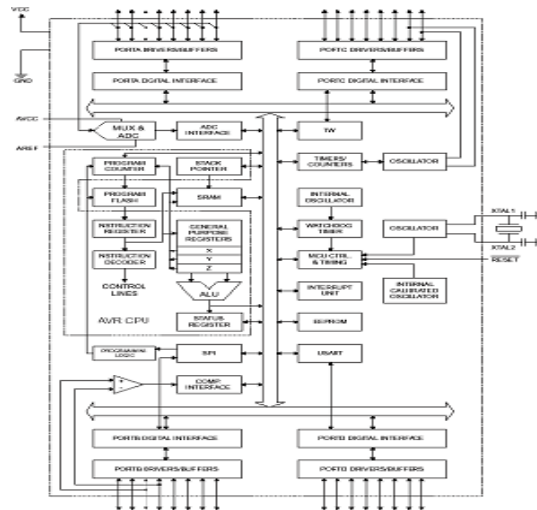 VCC
PORTA DRIVERS/BUFFERS
PORTC DRIVERS/BUFFERS
GND
PORTA DIGITAL INTERFACE
PORTC DIGITAL INTERFACE
AVCC
MUX &
ADC
ADC
INTERFACE
TWI
AREF
PROGRAM
COUNTER
STACK
POINTER
TIMERS/
COUNTERS
OSCILLATOR
PROGRAM
FLASH
SRAM
INTERNAL
OSCILLATOR
XTAL1
INSTRUCTION
REGISTER
GENERAL
PURPOSE
REGISTERS
WATCHDOG
TIMER
OSCILLATOR
X
XTAL2
INSTRUCTION
DECODER
Y
MCU CTRL.
& TIMING
RESET
Z
CONTROL
LINES
INTERRUPT
UNIT
INTERNAL
CALIBRATED
OSCILLATOR
ALU
AVR CPU
STATUS
REGISTER
EEPROM
PROGRAMMING
LOGIC
SPI
USART
+
-
COMP.
INTERFACE
PORTB DIGITAL INTERFACE
PORTD DIGITAL INTERFACE
PORTB DRIVERS/BUFFERS
PORTD DRIVERS/BUFFERS